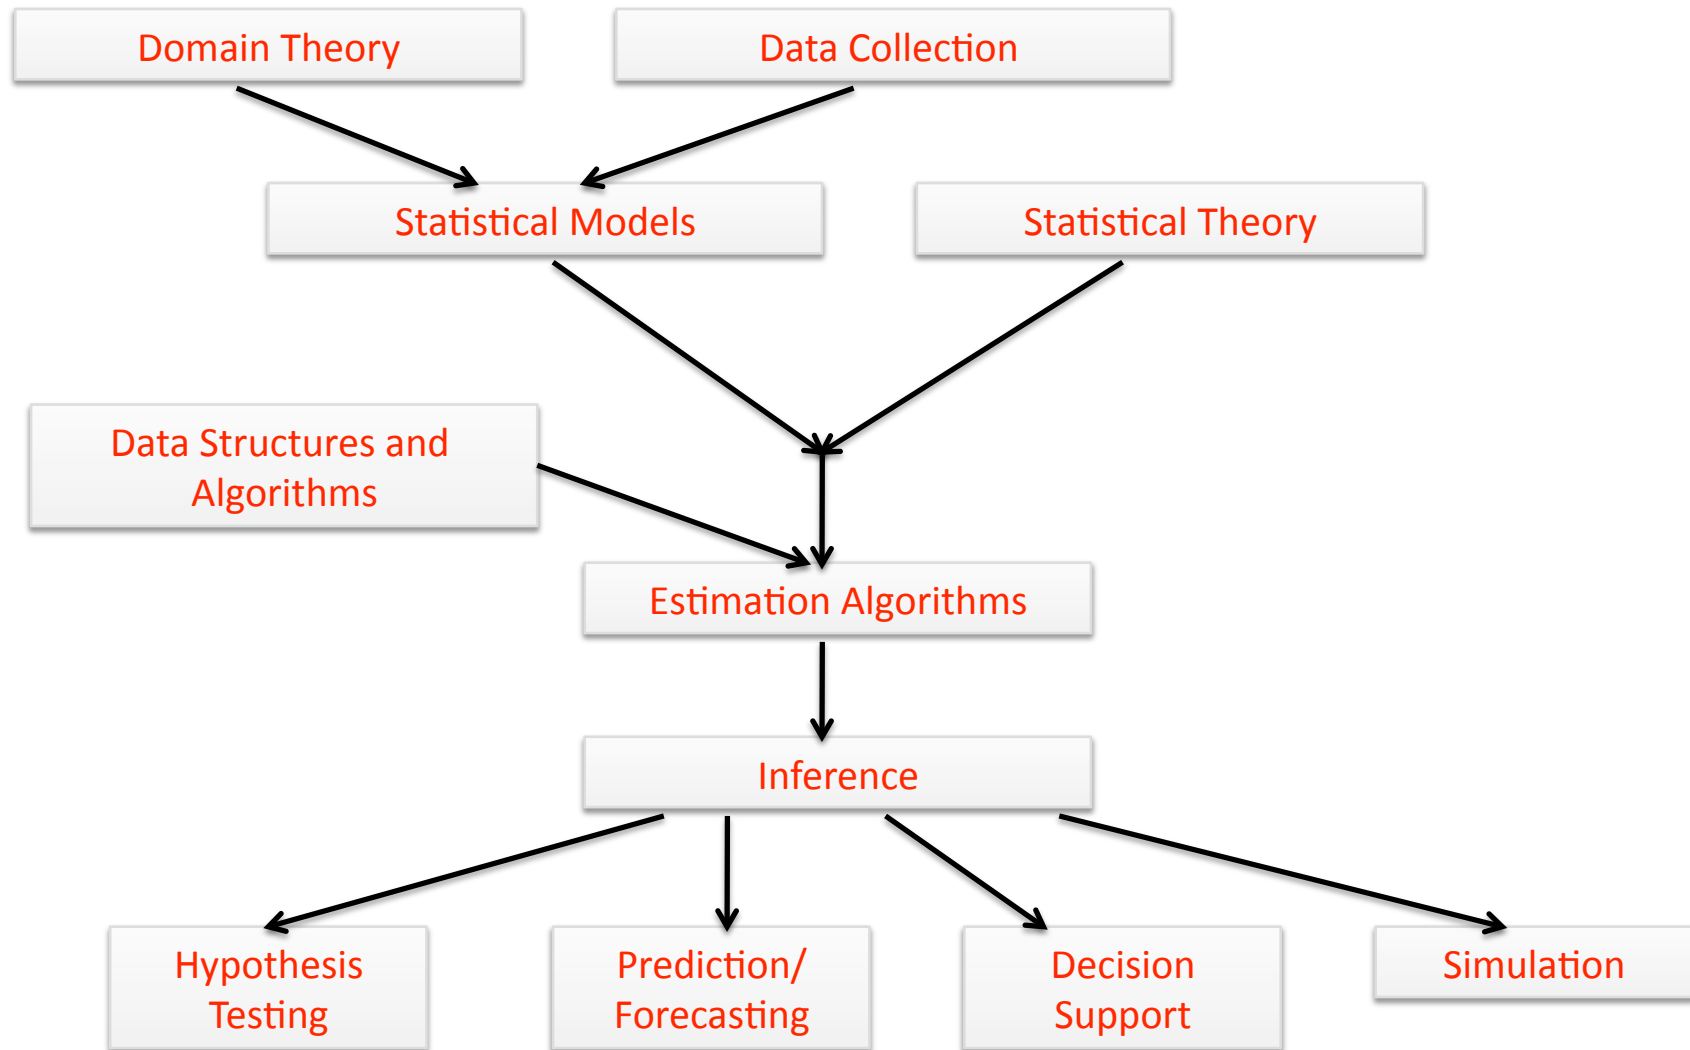 Domain Theory
Data Collection
Statistical Models
Statistical Theory
Data Structures and
Algorithms
Estimation Algorithms
Inference
Hypothesis
Testing
Prediction/
Forecasting
Decision
Support
Simulation